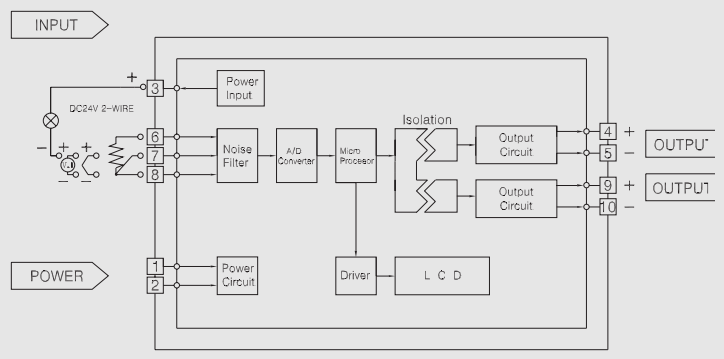 INPUT
+
3
Power
Input
DC24V 2-WIRE
Isolation
6
7
8
Noise
Filter
A/D
Converter
Micro
Procesor
Output
Circuit
4
+
5
−
OUTPUT
− + +
− −
Output
Circuit
9
+
10
−
OUTPUT
POWER
1
2
Power
Circuit
Driver
L C D